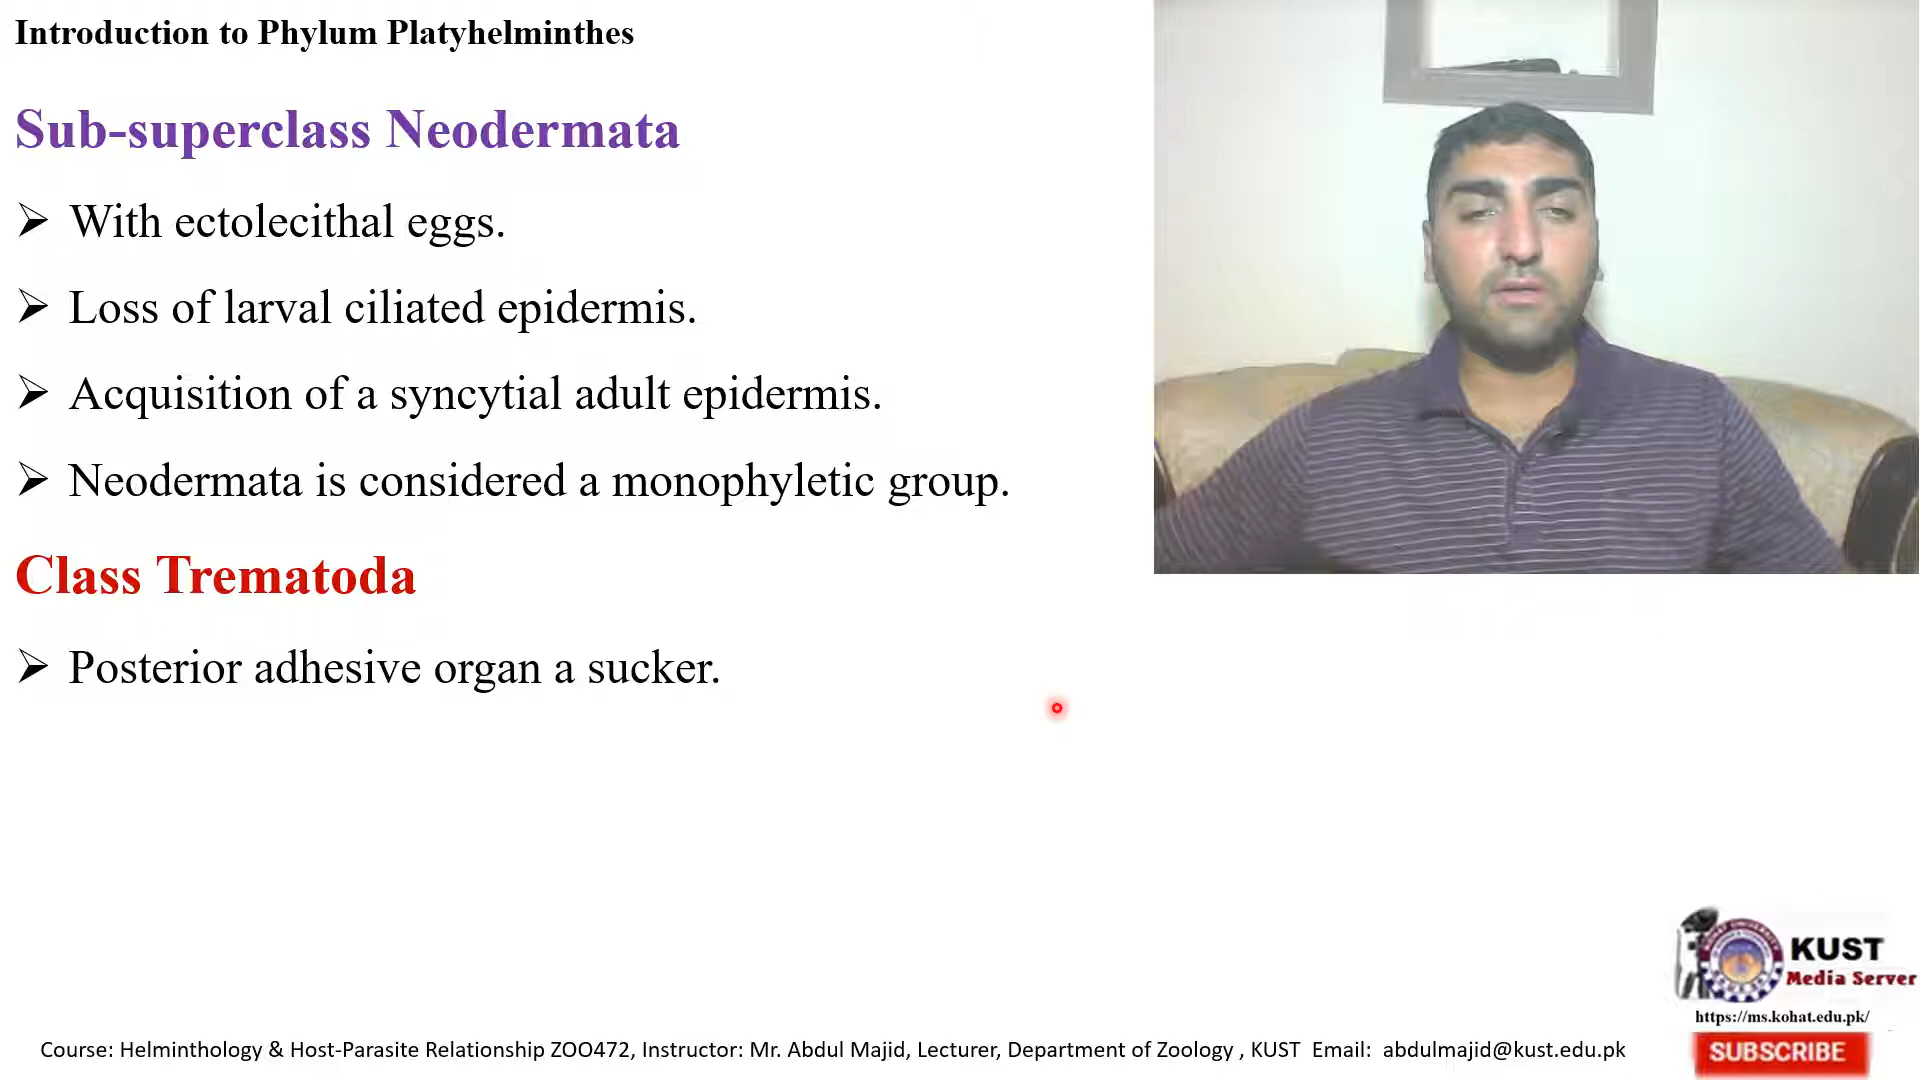 Introduction to Phylum Platyhelminthes
Sub-superclass Neodermata
➢ With ectolecithal eggs.
➢ Loss of larval ciliated epidermis.
➢ Acquisition of a syncytial adult epidermis.
➢ Neodermata is considered a monophyletic group.
Class Trematoda
➢ Posterior adhesive organ a sucker.
KUST
Media Server
https://ms.kohat.edu.pk/
SUBSCRIBE
Course: Helminthology & Host-Parasite Relationship ZOO472, Instructor: Mr. Abdul Majid, Lecturer, Department of Zoology , KUST Email: abdulmajid@kust.edu.pk